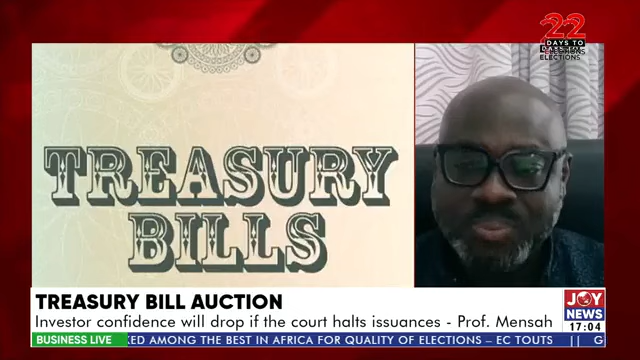 22
DAYS TO
ELECTIONS
TREASURY
BILLS
TREASURY BILL AUCTION
Investor confidence will drop if the court halts issuances - Prof. Mensah
JOY
NEWS
17:04
BUSINESS LIVE
KED AMONG THE BEST IN AFRICA FOR QUALITY OF ELECTIONS – EC TOUTS || G